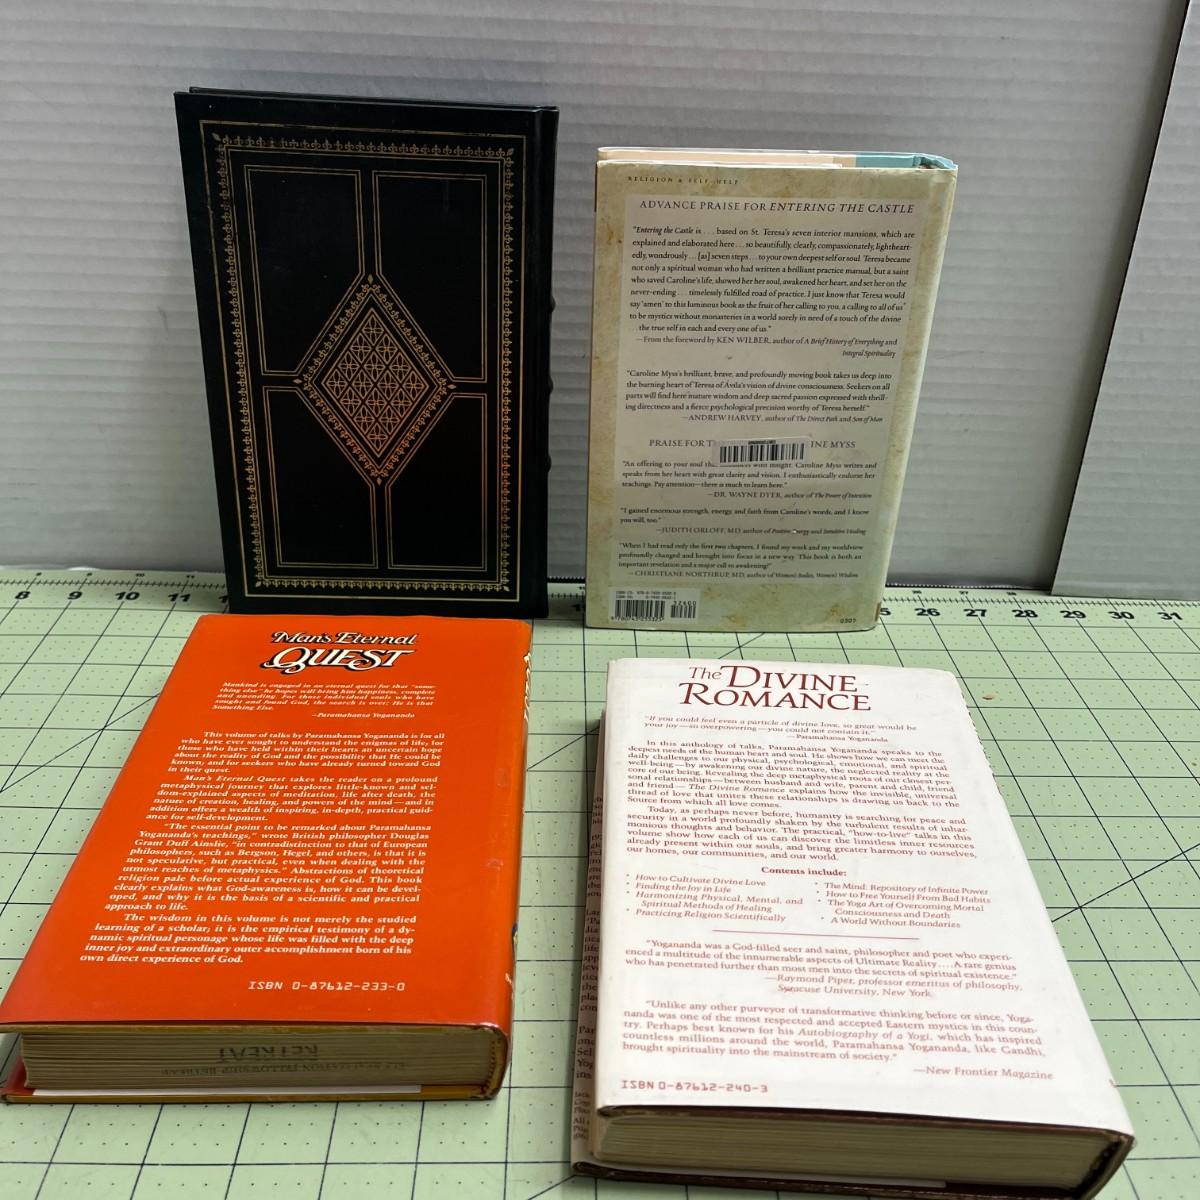 RELIGION & SELF-HELP
ADVANCE PRAISE FOR ENTERING THE CASTLE
"Entering the Castle is . . . based on St. Teresa's seven interior mansions, which are
explained and elaborated here . . . so beautifully, clearly, compassionately, lightheart-
edly, wondrously . . . [as] seven steps . . . to your own deepest self or soul. Teresa became
not only a spiritual woman who had written a brilliant practice manual, but a saint
who saved Caroline's life, showed her her soul, awakened her heart, and set her on the
never-ending . . . timelessly fulfilled road of practice. I just know that Teresa would
say 'amen' to this luminous book as the fruit of her calling to you, a calling to all of us
to be mystics without monasteries in a world sorely in need of a touch of the divine
. . . the true self in each and every one of us."
—From the foreword by KEN WILBER, author of A Brief History of Everything and
Integral Spirituality
"Caroline Myss's brilliant, brave, and profoundly moving book takes us deep into
the burning heart of Teresa of Ávila's vision of divine consciousness. Seekers on all
parts will find here mature wisdom and deep sacred passion expressed with thrill-
ing directness and a fierce psychological precision worthy of Teresa herself."
—ANDREW HARVEY, author of The Direct Path and Son of Man
PRAISE FOR INE MYSS
"An offering to your soul with insight. Caroline Myss writes and
speaks from her heart with great clarity and vision. I enthusiastically endorse her
teachings. Pay attention—there is much to learn here."
—DR. WAYNE DYER, author of The Power of Intention
"I gained enormous strength, energy, and faith from Caroline's words, and I know
you will, too."
—JUDITH ORLOFF, MD, author of Positive Energy and Intuitive Healing
"When I had read only the first two chapters, I found my work and my worldview
profoundly changed and brought into focus in a new way. This book is both an
important revelation and a major call to awakening!"
—CHRISTIANE NORTHRUP, MD, author of Women's Bodies, Women's Wisdom
0307
8 9 10 11 25 26 27 28 29 30 31
Man's Eternal
QUEST
Mankind is engaged in an eternal quest for that "some-
thing else" he hopes will bring him happiness, complete
and unending. For those individual souls who have
sought and found God, the search is over: He is that
Something Else.
—Paramahansa Yogananda
This volume of talks by Paramahansa Yogananda is for all
who have ever sought to understand the enigmas of life; for
those who have held within their hearts an uncertain hope
about the reality of God and the possibility that He could be
known; and for seekers who have already turned toward God
in their quest.
Man's Eternal Quest takes the reader on a profound
metaphysical journey that explores little-known and sel-
dom-explained aspects of meditation, life after death, the
nature of creation, healing, and powers of the mind—and in
addition offers a wealth of inspiring, in-depth, practical guid-
ance for self-development.
"The essential point to be remarked about Paramahansa
Yogananda's teachings," wrote British philosopher Douglas
Grant Duff Ainslie, "in contradistinction to that of European
philosophers, such as Bergson, Hegel, and others, is that it is
not speculative, but practical, even when dealing with the
utmost reaches of metaphysics." Abstractions of theoretical
religion pale before actual experience of God. This book
clearly explains what God-awareness is, how it can be devel-
oped, and why it is the basis of a scientific and practical
approach to life.
The wisdom in this volume is not merely the studied
learning of a scholar; it is the empirical testimony of a dy-
namic spiritual personage whose life was filled with the deep
inner joy and extraordinary outer accomplishment born of his
own direct experience of God.
ISBN 0-87612-233-0
SELF-REALIZATION FELLOWSHIP RETREAT
RETREAT
The DIVINE
ROMANCE
"If you could feel even a particle of divine love, so great would be
your joy—so overpowering—you could not contain it."
—Paramahansa Yogananda
In this anthology of talks, Paramahansa Yogananda speaks to the
deepest needs of the human heart and soul. He shows how we can meet the
daily challenges to our physical, psychological, emotional, and spiritual
well-being—by awakening our divine nature, the neglected reality at the
core of our being. Revealing the deep metaphysical roots of our closest per-
sonal relationships—between husband and wife, parent and child, friend
and friend—The Divine Romance explains how the invisible, universal
thread of love that unites these relationships is drawing us back to the
Source from which all love comes.
Today, as perhaps never before, humanity is searching for peace and
security in a world profoundly shaken by the turbulent results of inhar-
monious thoughts and behavior. The practical, "how-to-live" talks in this
volume show how each of us can discover the limitless inner resources
already present within our souls, and bring greater harmony to ourselves,
our homes, our communities, and our world.
Contents include:
• How to Cultivate Divine Love
• Finding the Joy in Life
• Harmonizing Physical, Mental, and
Spiritual Methods of Healing
• Practicing Religion Scientifically
• The Mind: Repository of Infinite Power
• How to Free Yourself From Bad Habits
• The Yoga Art of Overcoming Mortal
Consciousness and Death
• A World Without Boundaries
"Yogananda was a God-filled seer and saint, philosopher and poet who experi-
enced a multitude of the innumerable aspects of Ultimate Reality. . . . A rare genius
who has penetrated further than most men into the secrets of spiritual existence."
—Raymond Piper, professor emeritus of philosophy,
Syracuse University, New York
"Unlike any other purveyor of transformative thinking before or since, Yoga-
nanda was one of the most respected and accepted Eastern mystics in this coun-
try. Perhaps best known for his Autobiography of a Yogi, which has inspired
countless millions around the world, Paramahansa Yogananda, like Gandhi,
brought spirituality into the mainstream of society."
—New Frontier Magazine
ISBN 0-87612-240-3